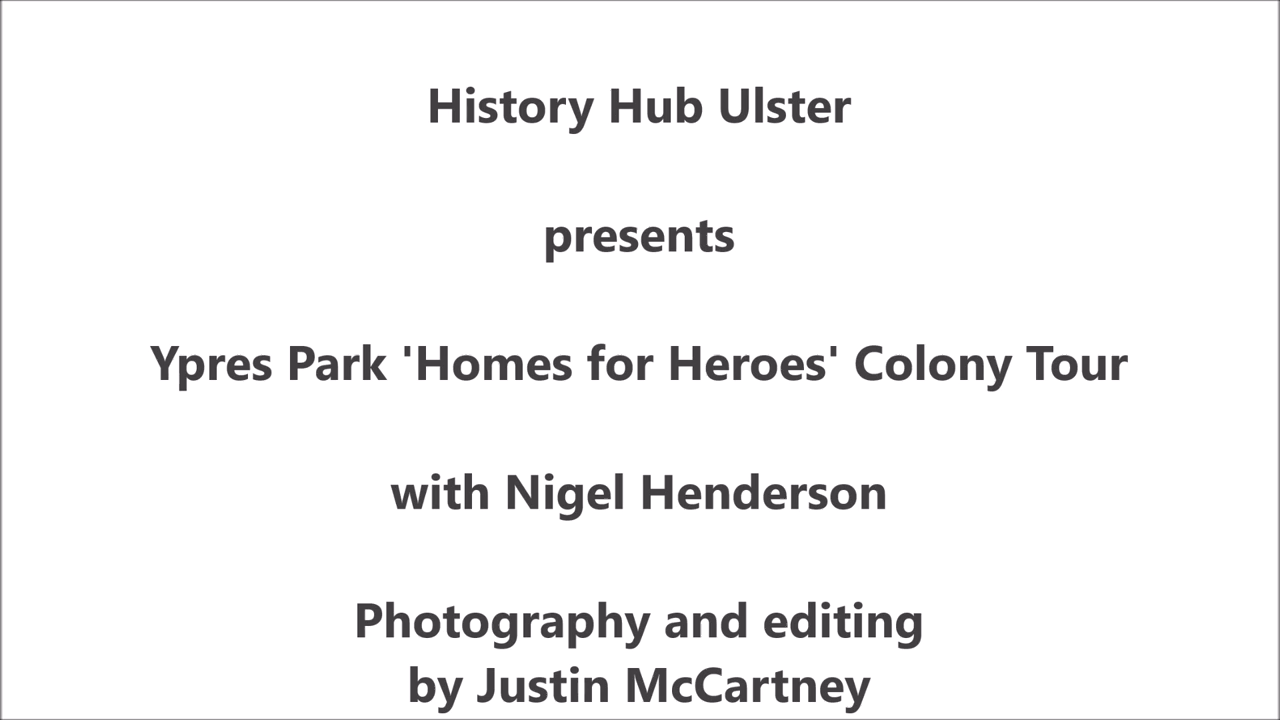 History Hub Ulster
presents
Ypres Park 'Homes for Heroes' Colony Tour
with Nigel Henderson
Photography and editing
by Justin McCartney